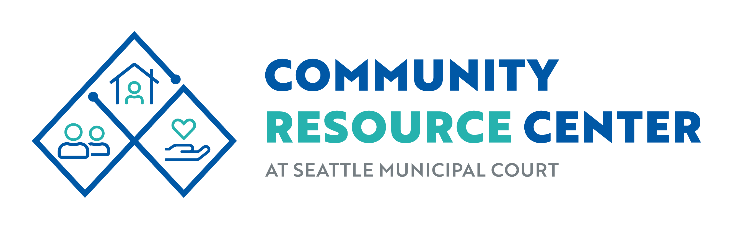 COMMUNITY
RESOURCE CENTER
AT SEATTLE MUNICIPAL COURT